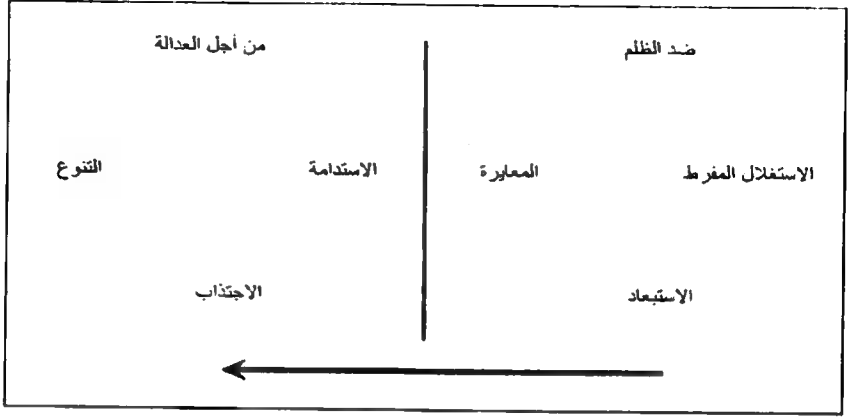 ضد الظلم
من أجل العدالة
الاستغلال المفرط
المعايرة
الاستدامة
التنوع
الاستبعاد
الاجتذاب